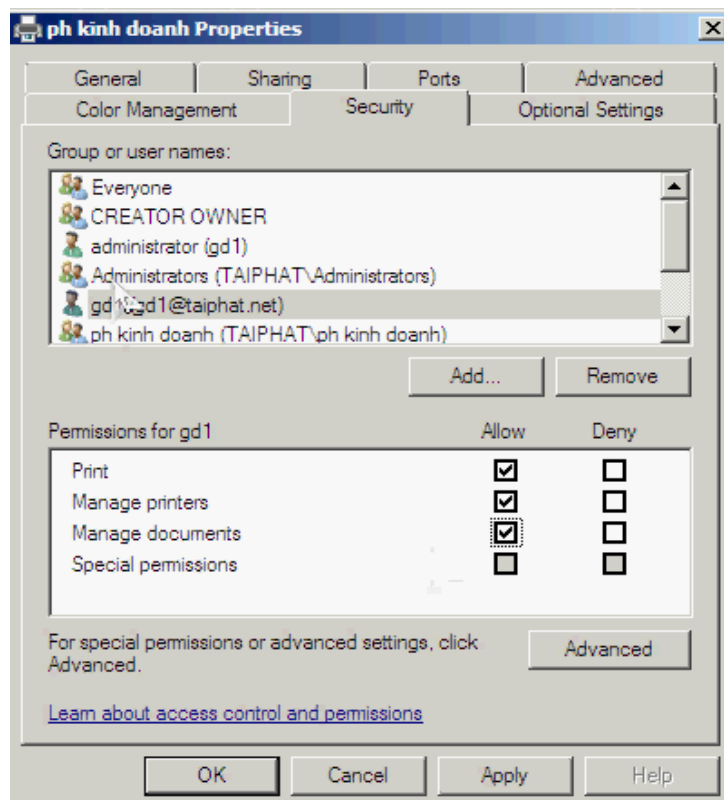 ph kinh doanh Properties
General Sharing Ports Advanced
Color Management Security Optional Settings
Group or user names:
Everyone
CREATOR OWNER
administrator (gd1)
Administrators (TAIPHAT\Administrators)
gd1@taiphat.net)
ph kinh doanh (TAIPHAT\ph kinh doanh)
Add... Remove
Permissions for gd1 Allow Deny
Print
Manage printers
Manage documents
Special permissions
For special permissions or advanced settings, click Advanced
Advanced.
Learn about access control and permissions
OK Cancel Apply Help